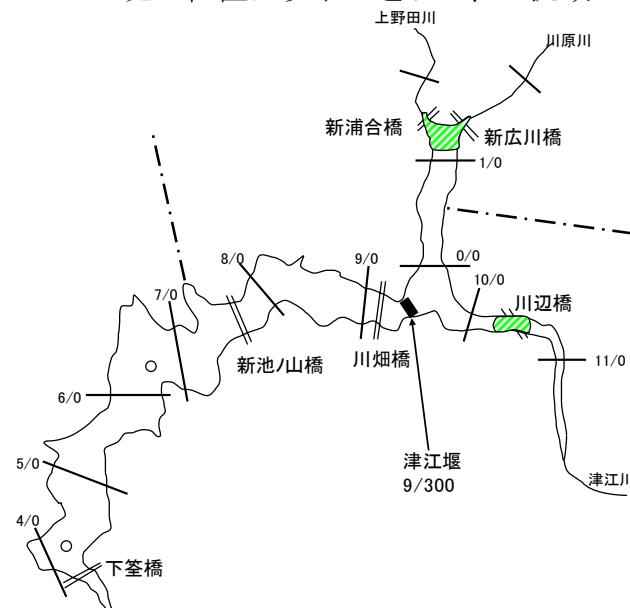 上野田川
川原川
新浦合橋
新広川橋
1/0
8/0
9/0
0/0
10/0
7/0
川辺橋
新池ノ山橋
川畑橋
11/0
6/0
津江堰
9/300
5/0
津江川
4/0
下筌橋